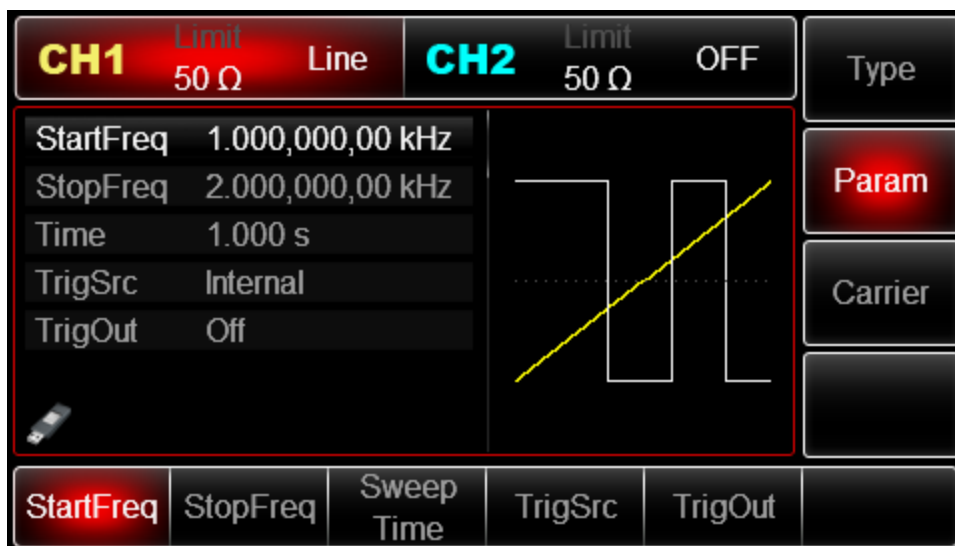 CH1 Limit 50 Ω Line CH2 Limit 50 Ω OFF
Type
StartFreq 1.000,000,00 kHz
StopFreq 2.000,000,00 kHz
Time 1.000 s
TrigSrc Internal
TrigOut Off
Param
Carrier
StartFreq StopFreq Sweep Time TrigSrc TrigOut